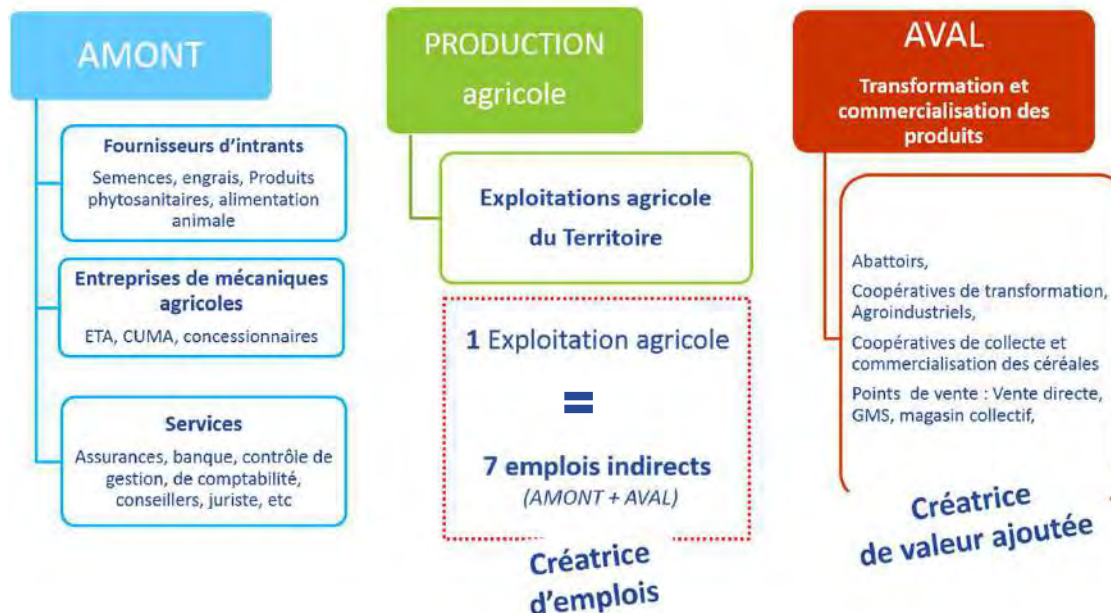 AMONT
Fournisseurs d'intrants
Semences, engrais, Produits
phytosanitaires, alimentation
animale
Entreprises de mécaniques
agricoles
ETA, CUMA, concessionnaires
Services
Assurances, banque, contrôle de
gestion, de comptabilité,
conseillers, juriste, etc
PRODUCTION
agricole
Exploitations agricole
du Territoire
1 Exploitation agricole
=
7 emplois indirects
(AMONT + AVAL)
Créatrice
d'emplois
AVAL
Transformation et
commercialisation des
produits
Abattoirs,
Coopératives de transformation,
Agroindustriels,
Coopératives de collecte et
commercialisation des céréales
Points de vente : Vente directe,
GMS, magasin collectif,
Créatrice
de valeur ajoutée